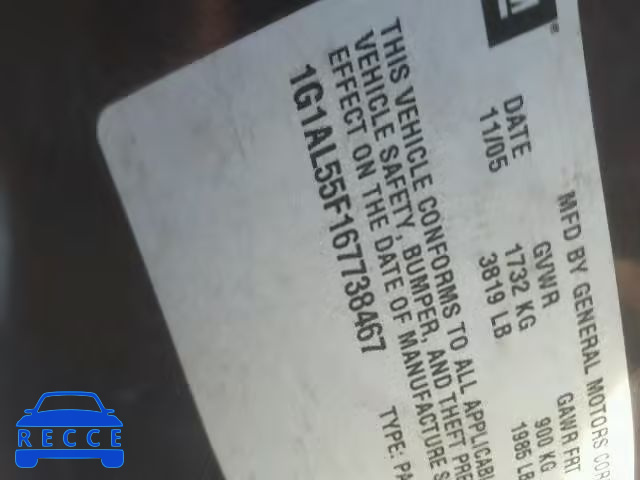 M
®
MFD BY GENERAL MOTORS COR
DATE GVWR GAWR FRT
11/05 1732 KG 900 KG
3819 LB 1985 LB
THIS VEHICLE CONFORMS TO ALL APPLICABL
VEHICLE SAFETY, BUMPER, AND THEFT PRE
EFFECT ON THE DATE OF MANUFACTURE S
1G1AL55F167738467 TYPE: PA
RECCE